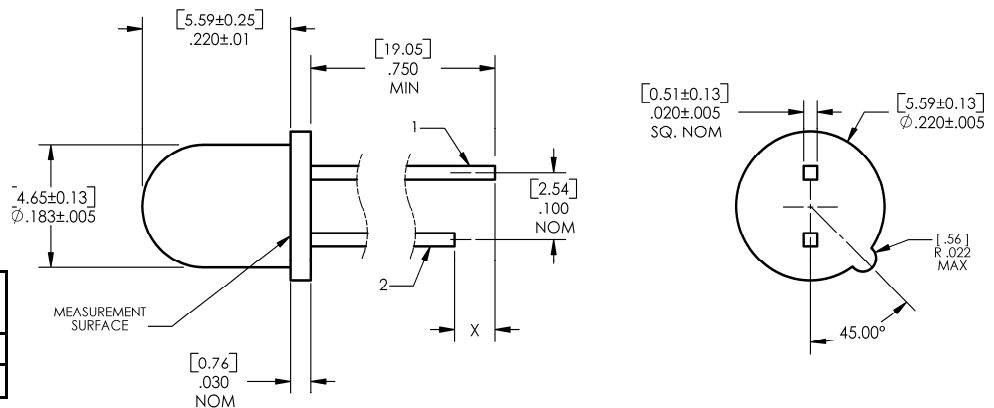 [5.59±0.25]
.220±.01
[19.05]
.750
MIN
1
[2.54]
.100
NOM
4.65±0.13]
Ø.183±.005
2
MEASUREMENT
SURFACE
X
[0.76]
.030
NOM
[0.51±0.13]
.020±.005
SQ. NOM
[5.59±0.13]
Ø.220±.005
[.56]
R .022
MAX
45.00°